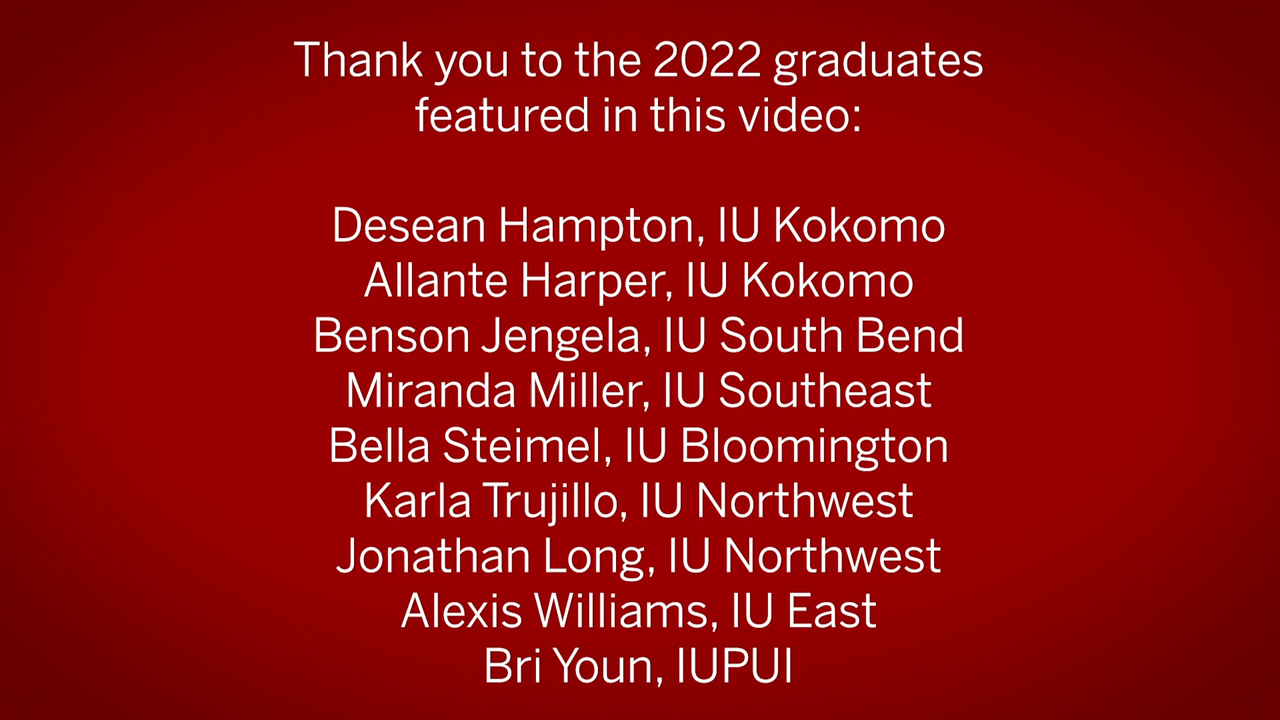 Thank you to the 2022 graduates
featured in this video:
Desean Hampton, IU Kokomo
Allante Harper, IU Kokomo
Benson Jengela, IU South Bend
Miranda Miller, IU Southeast
Bella Steimel, IU Bloomington
Karla Trujillo, IU Northwest
Jonathan Long, IU Northwest
Alexis Williams, IU East
Bri Youn, IUPUI